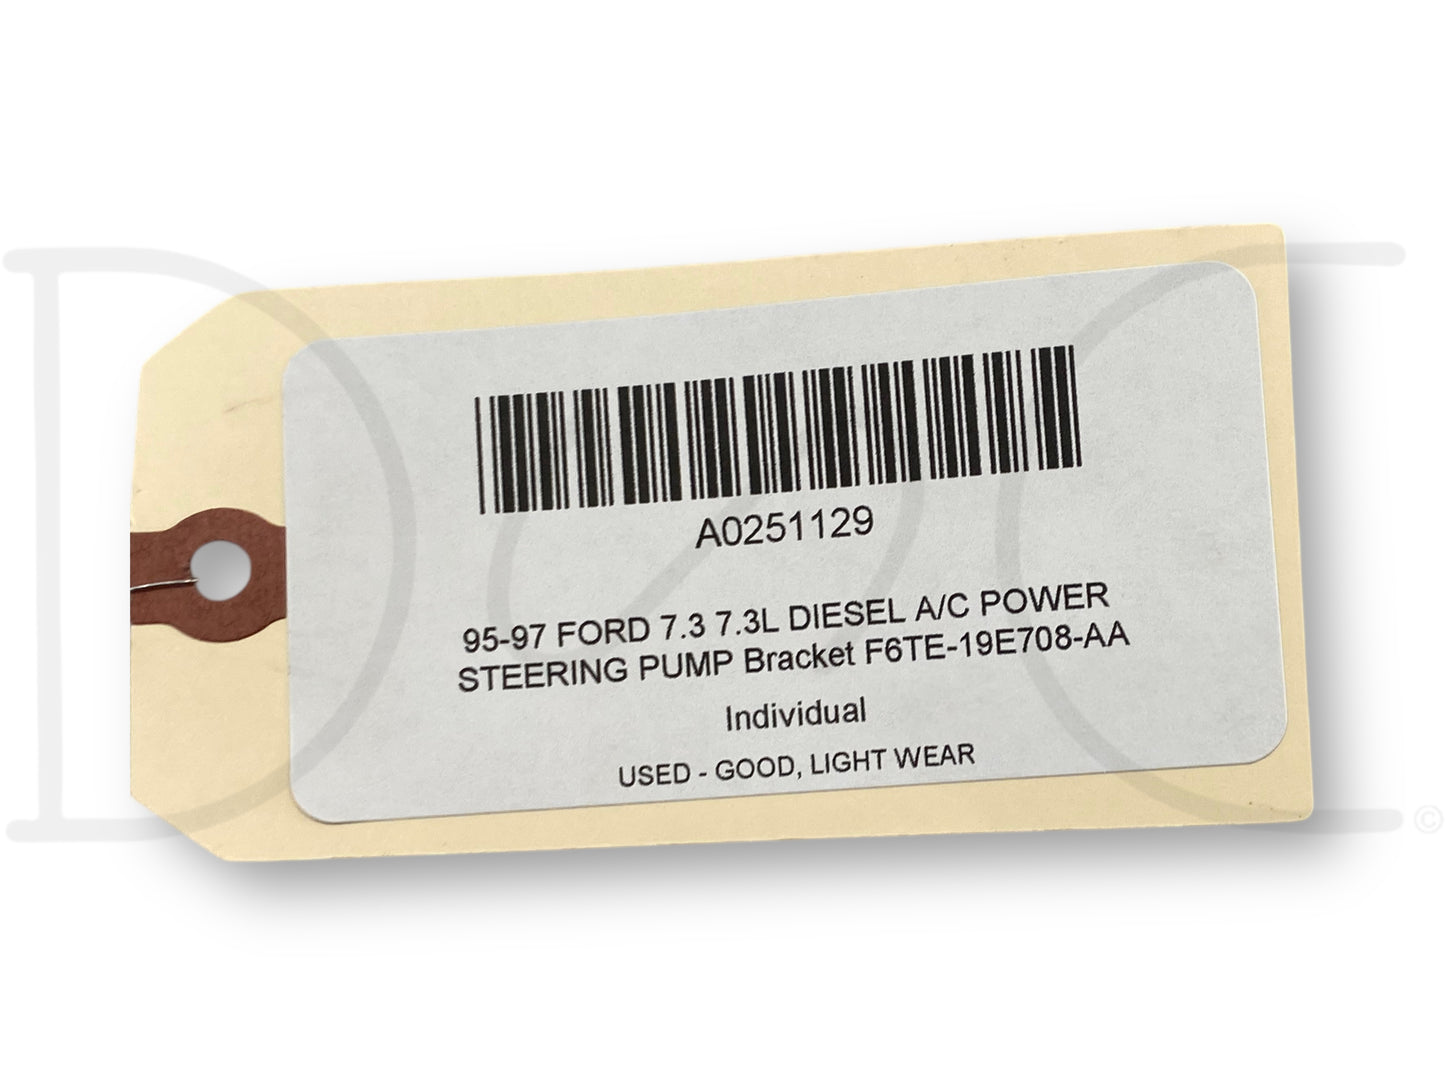 A0251129
95-97 FORD 7.3 7.3L DIESEL A/C POWER
STEERING PUMP Bracket F6TE-19E708-AA
Individual
USED - GOOD, LIGHT WEAR
©